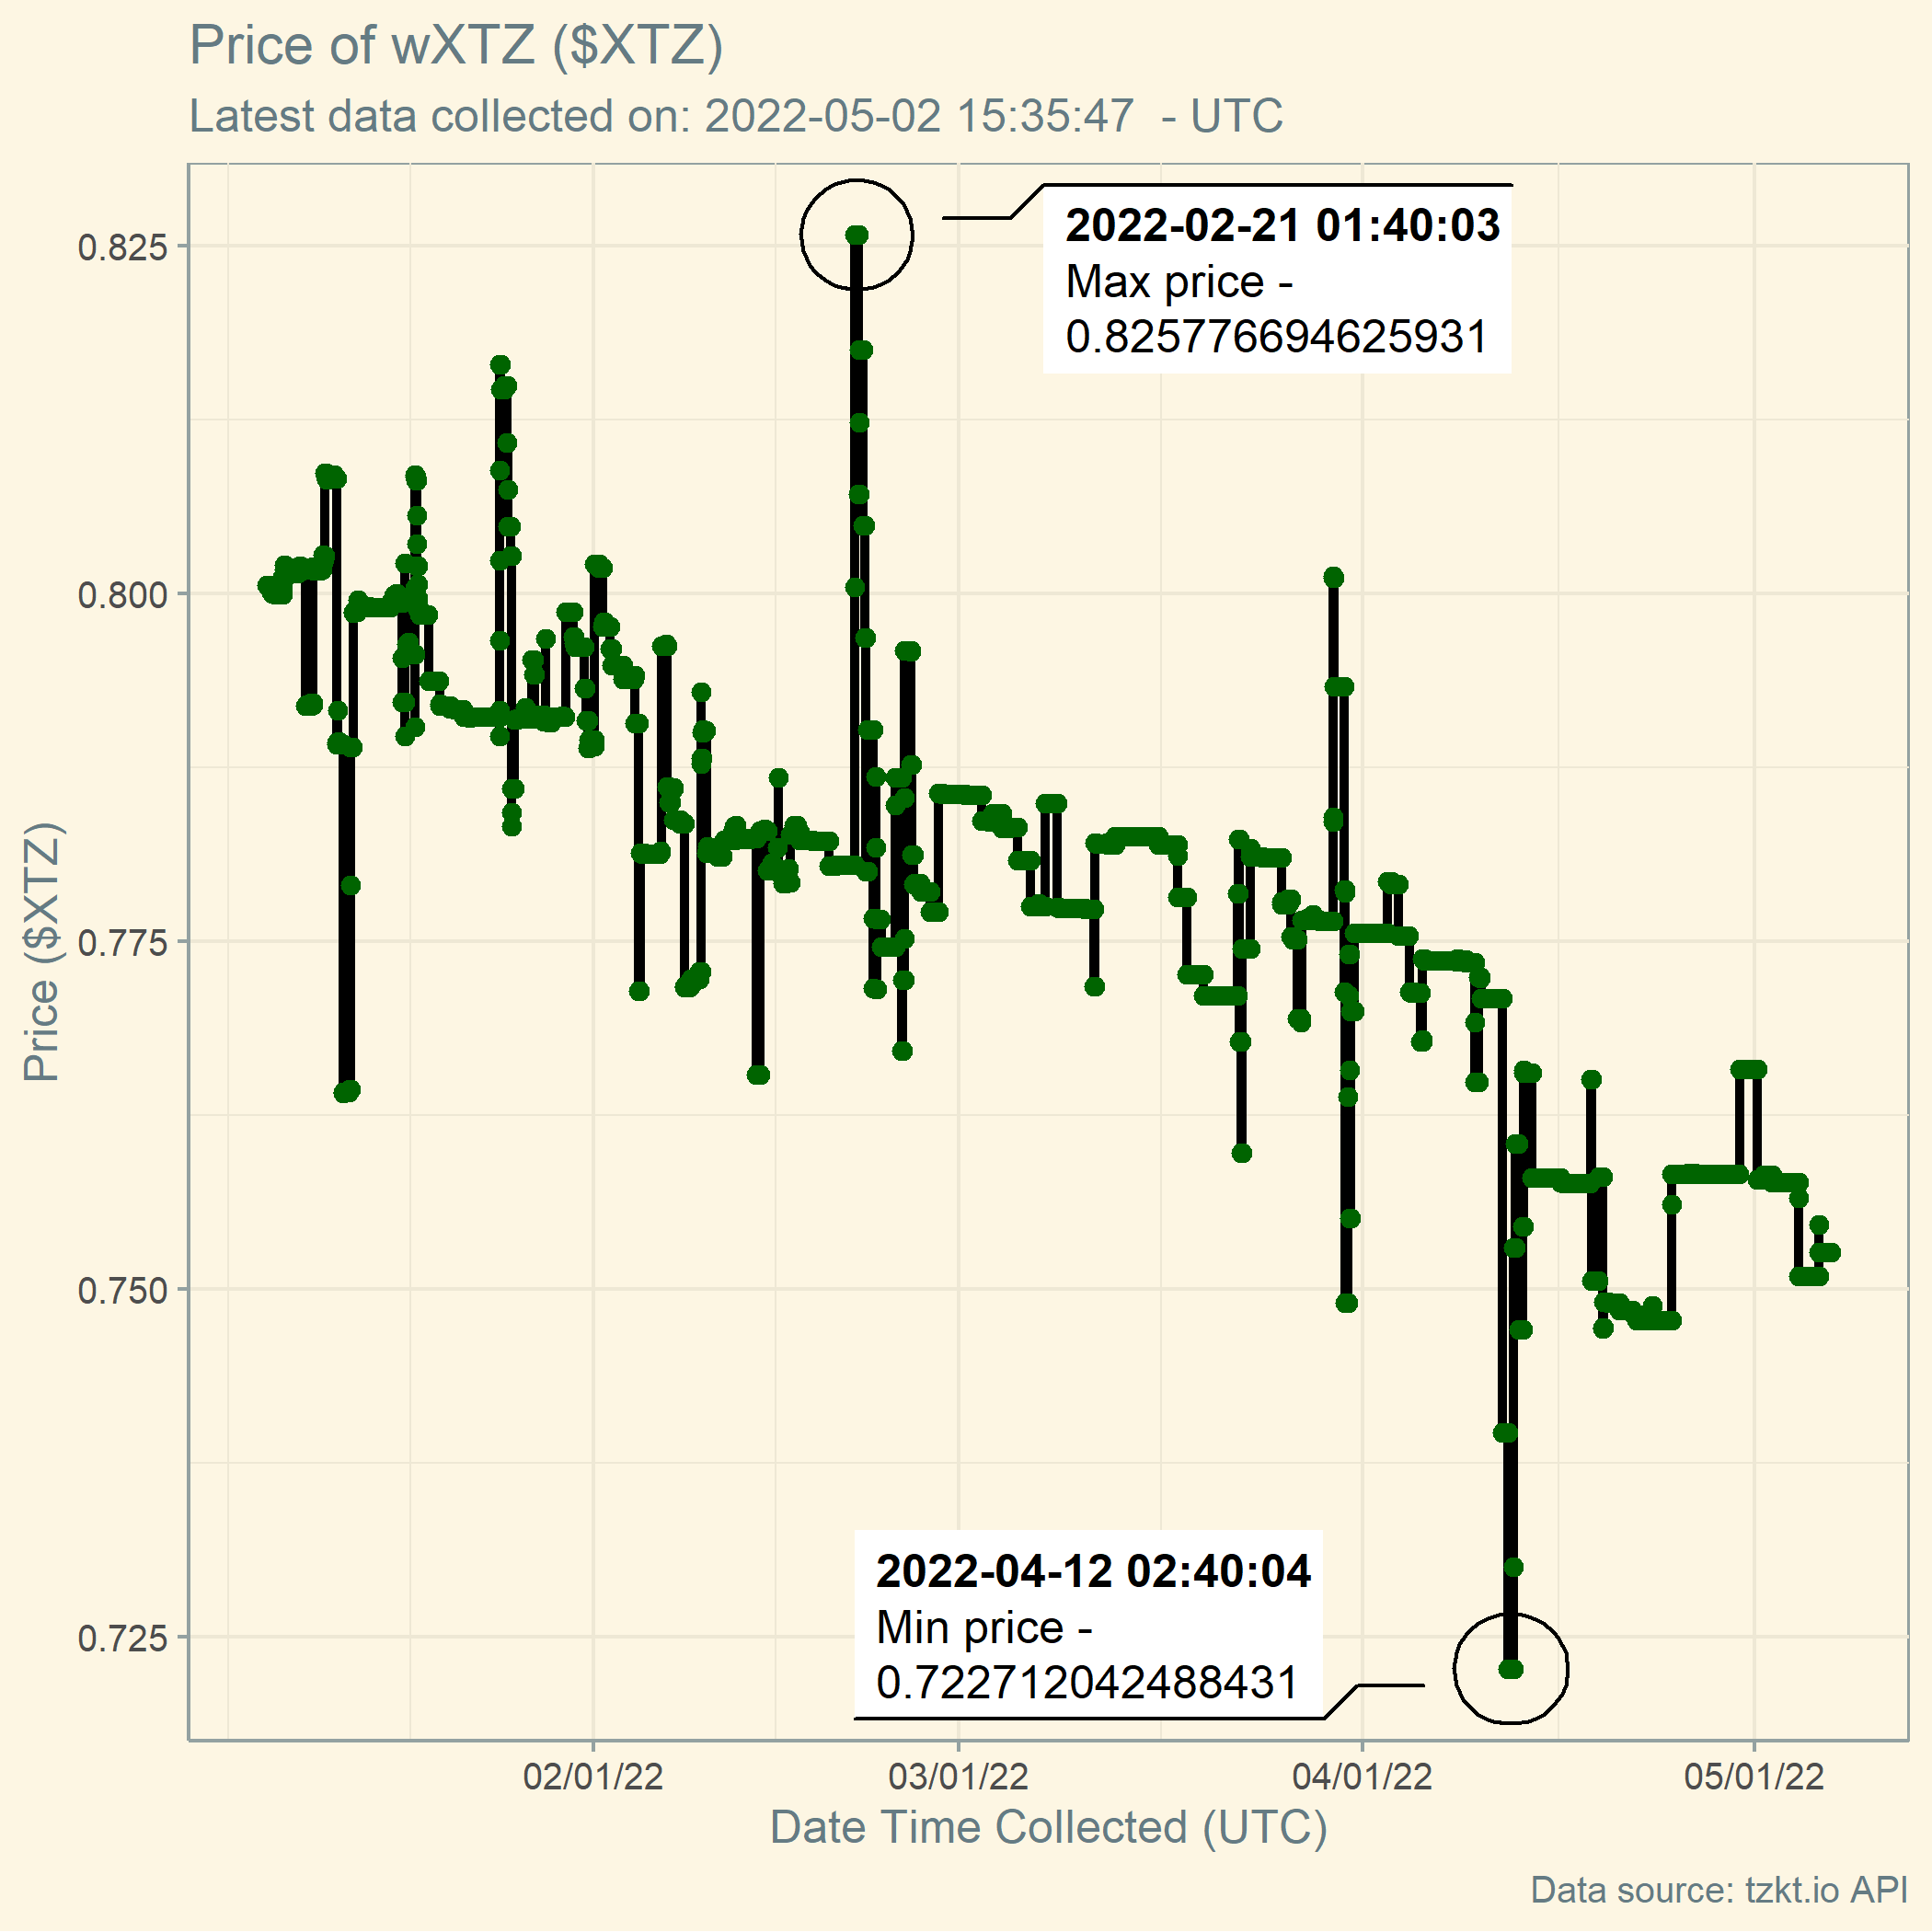 Price of wXTZ ($XTZ)
Latest data collected on: 2022-05-02 15:35:47  - UTC
2022-02-21 01:40:03
Max price -
0.825776694625931
0.825
0.800
0.775
0.750
0.725
Price ($XTZ)
2022-04-12 02:40:04
Min price -
0.722712042488431
02/01/22 03/01/22 04/01/22 05/01/22
Date Time Collected (UTC)
Data source: tzkt.io API